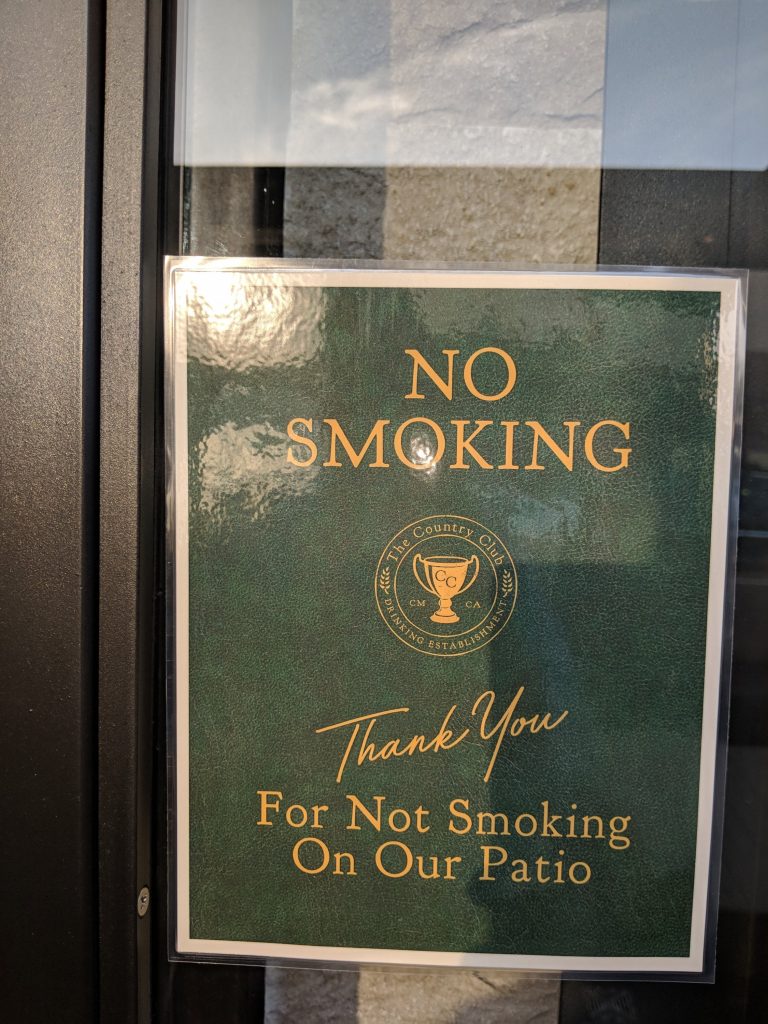 NO
SMOKING
The Country Club
CC
CM CA
DRINKING ESTABLISHMENT
Thank You
For Not Smoking
On Our Patio